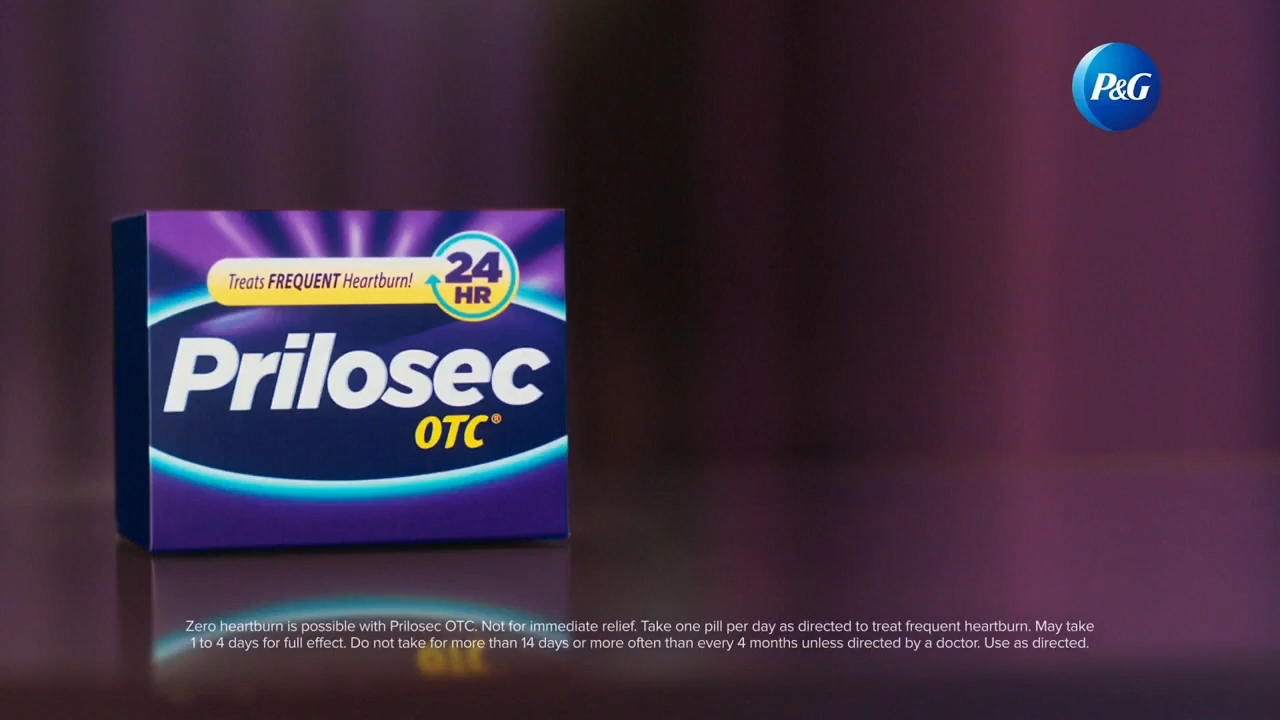 P&G
Treats FREQUENT Heartburn!
24
HR
Prilosec
OTC®
Zero heartburn is possible with Prilosec OTC. Not for immediate relief. Take one pill per day as directed to treat frequent heartburn. May take
1 to 4 days for full effect. Do not take for more than 14 days or more often than every 4 months unless directed by a doctor. Use as directed.
OTC